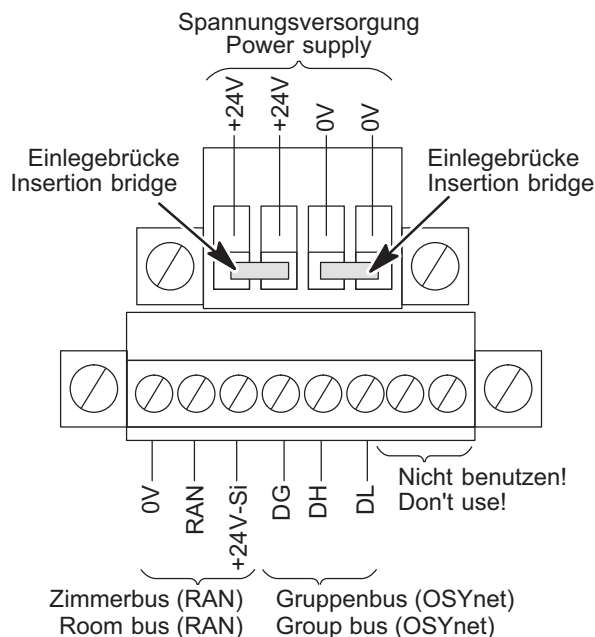 Spannungsversorgung
Power supply
+24V
+24V
0V
0V
Einlegebrücke
Insertion bridge
Einlegebrücke
Insertion bridge
0V
RAN
+24V-Si
DG
DH
DL
Nicht benutzen!
Don't use!
Zimmerbus (RAN)
Room bus (RAN)
Gruppenbus (OSYnet)
Group bus (OSYnet)